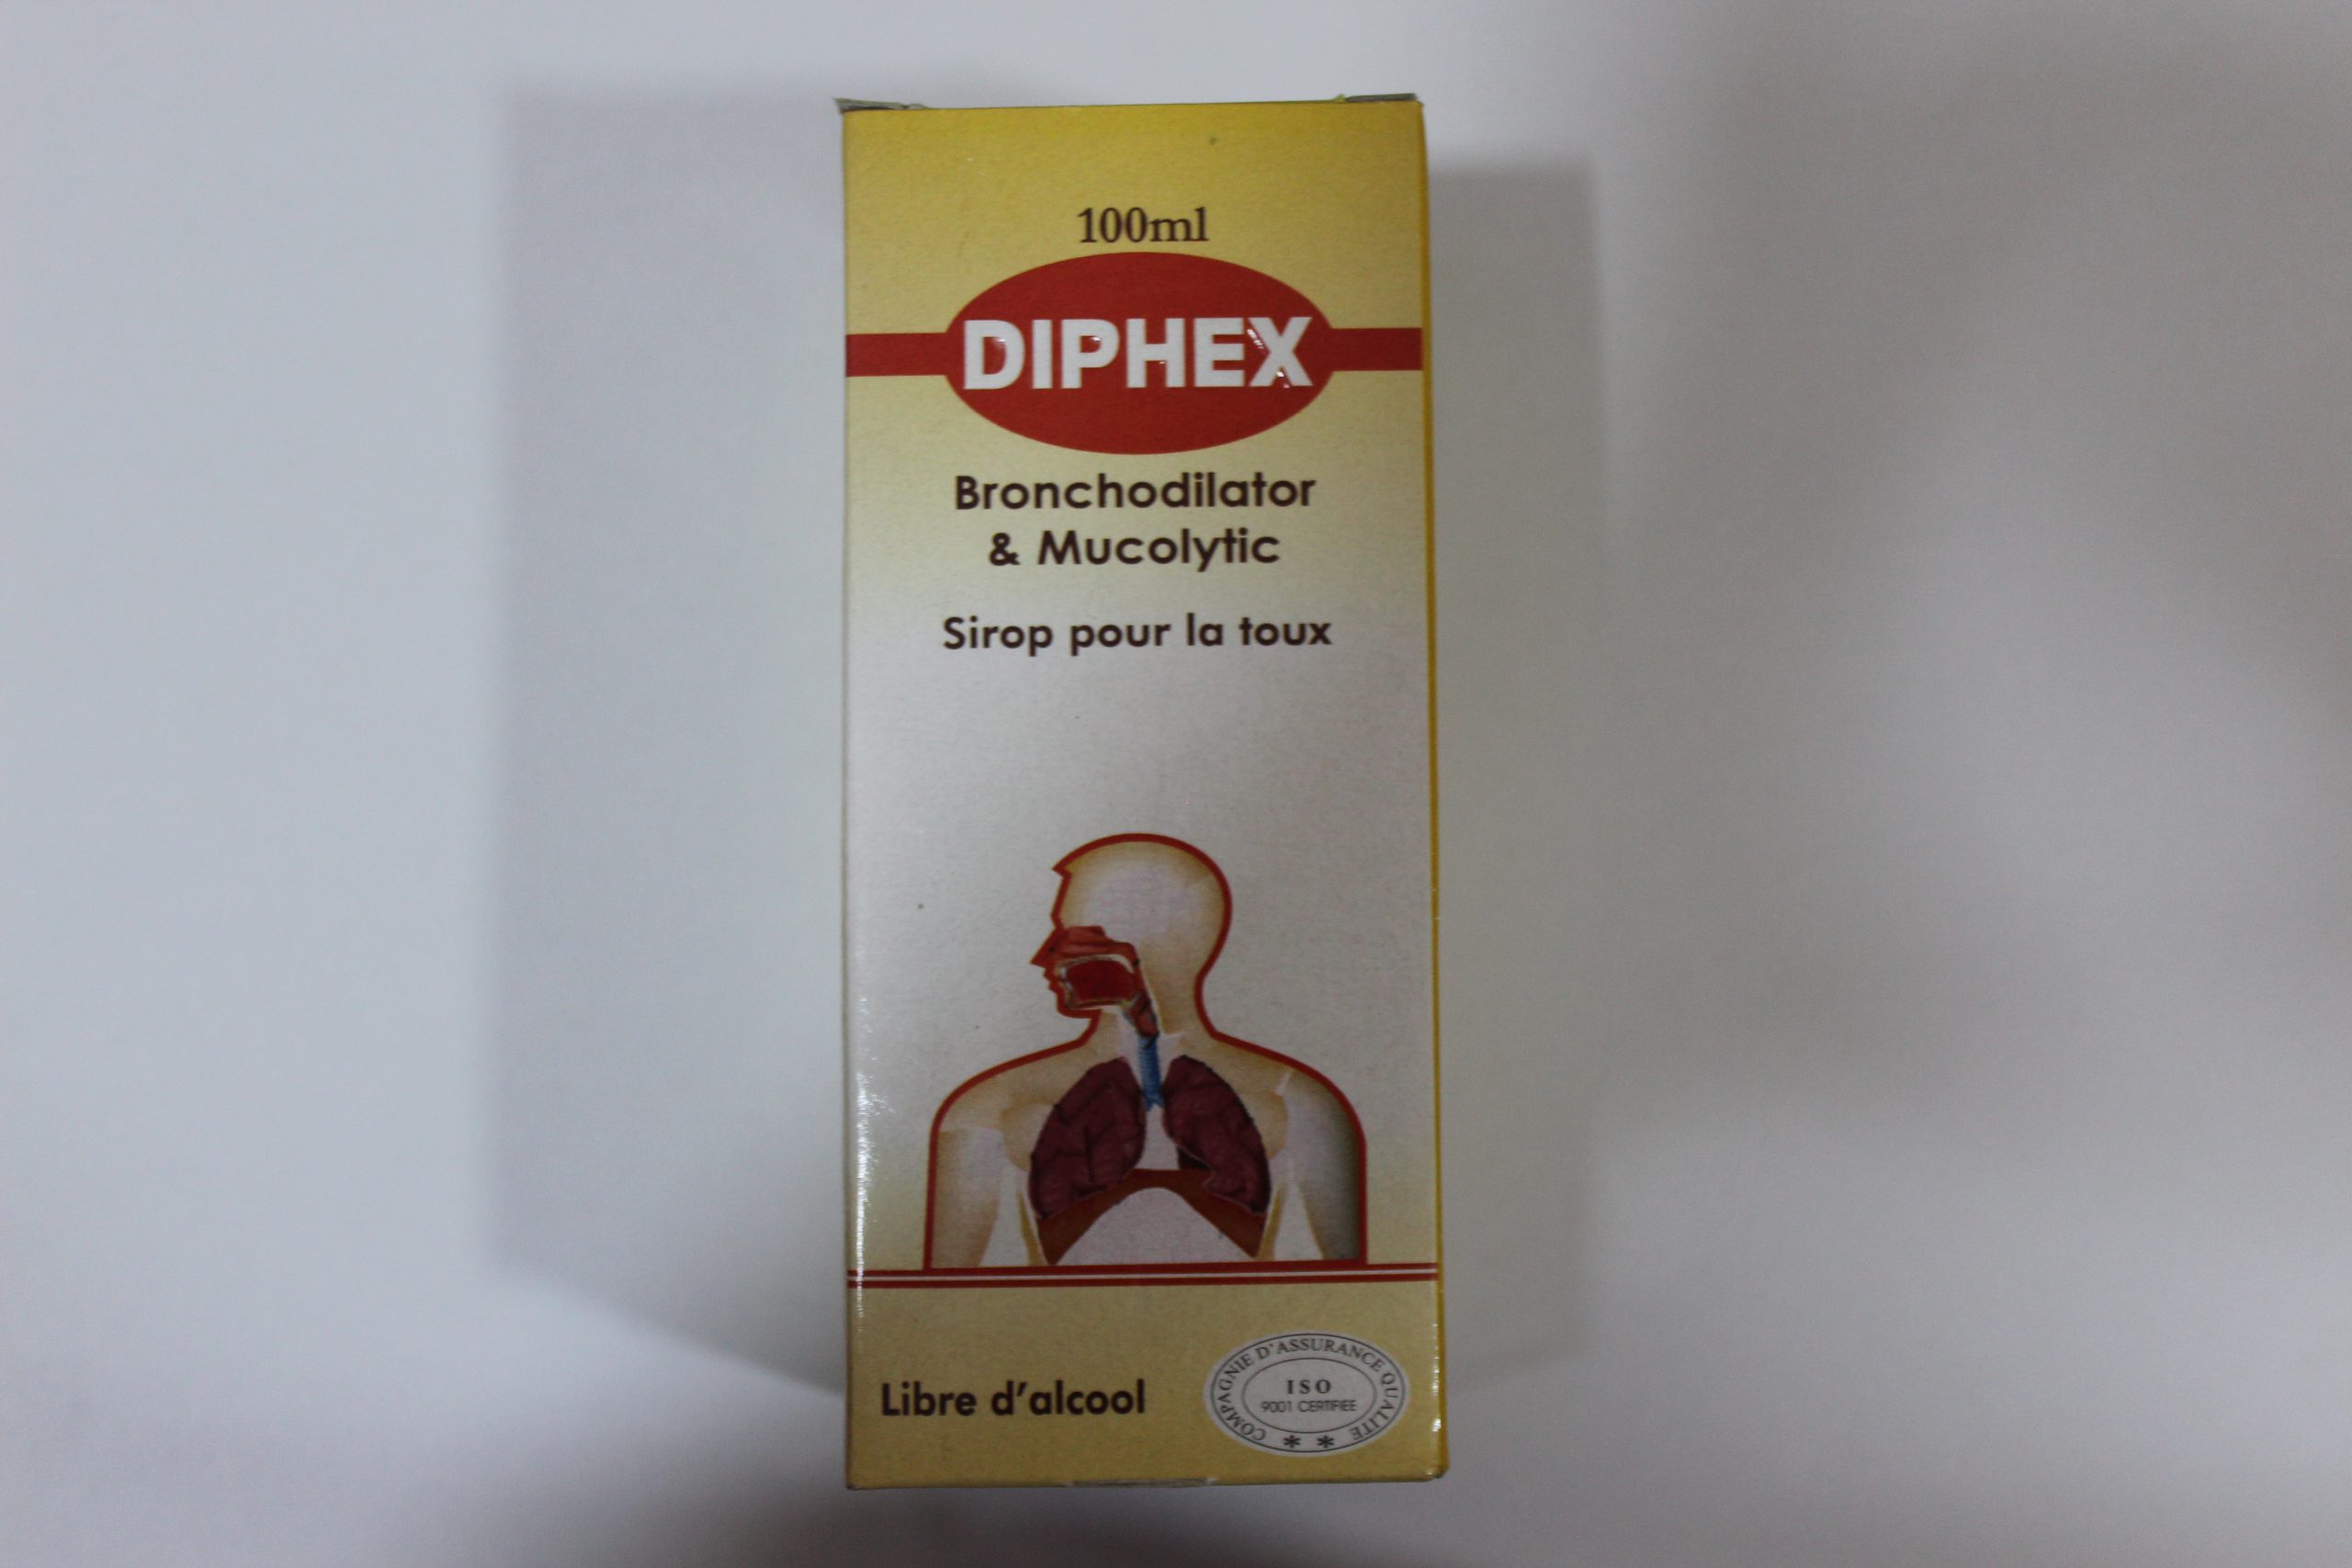 100ml
DIPHEX
Bronchodilator
& Mucolytic
Sirop pour la toux
Libre d'alcool
COMPAGNIE D'ASSURANCE QUALITE
ISO
9001 CERTIFIEE
* *